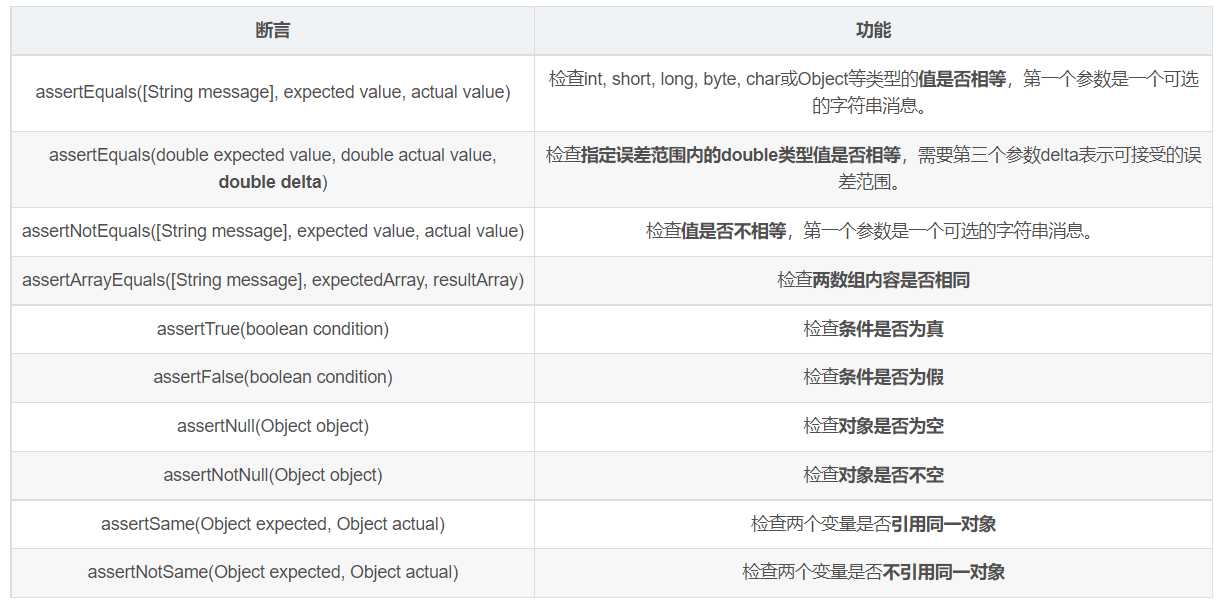 断言
功能
assertEquals([String message], expected value, actual value)
检查int, short, long, byte, char或Object等类型的值是否相等，第一个参数是一个可选
的字符串消息。
assertEquals(double expected value, double actual value,
double delta)
检查指定误差范围内的double类型值是否相等，需要第三个参数delta表示可接受的误
差范围。
assertNotEquals([String message], expected value, actual value)
检查值是否不相等，第一个参数是一个可选的字符串消息。
assertArrayEquals([String message], expectedArray, resultArray)
检查两数组内容是否相同
assertTrue(boolean condition)
检查条件是否为真
assertFalse(boolean condition)
检查条件是否为假
assertNull(Object object)
检查对象是否为空
assertNotNull(Object object)
检查对象是否不空
assertSame(Object expected, Object actual)
检查两个变量是否引用同一对象
assertNotSame(Object expected, Object actual)
检查两个变量是否不引用同一对象